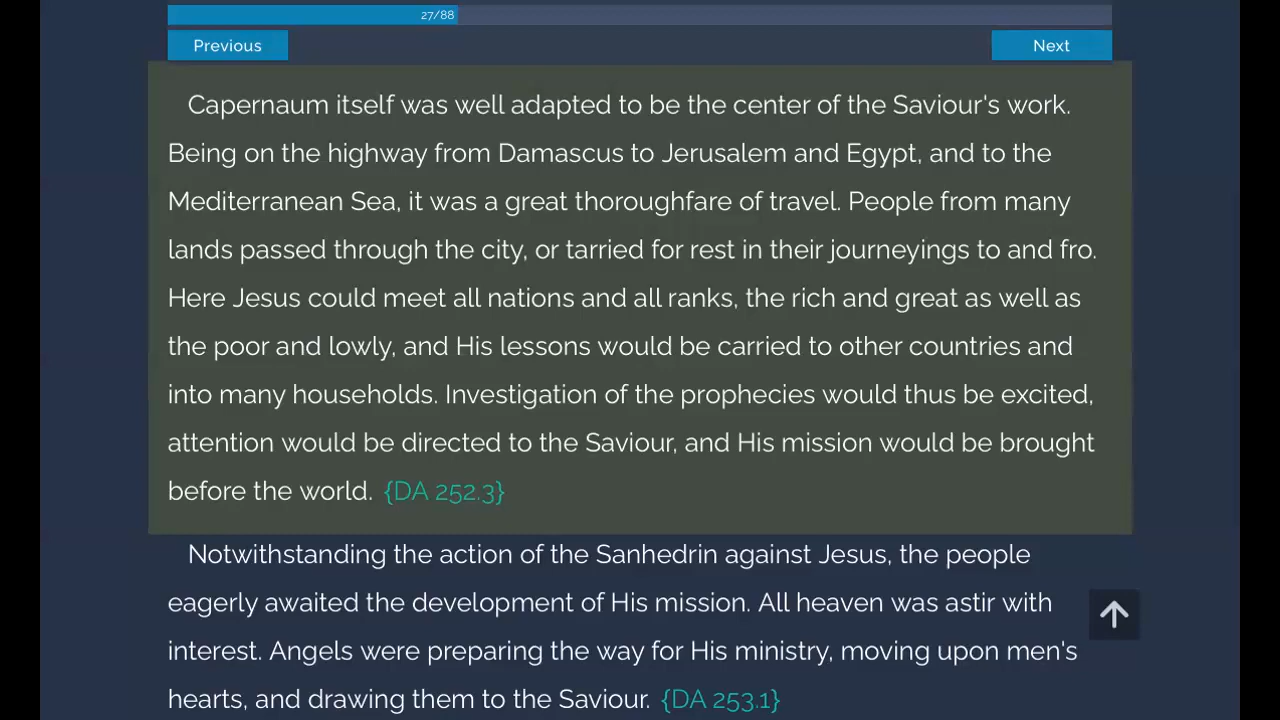 27/88
Previous
Next
Capernaum itself was well adapted to be the center of the Saviour's work.
Being on the highway from Damascus to Jerusalem and Egypt, and to the
Mediterranean Sea, it was a great thoroughfare of travel. People from many
lands passed through the city, or tarried for rest in their journeyings to and fro.
Here Jesus could meet all nations and all ranks, the rich and great as well as
the poor and lowly, and His lessons would be carried to other countries and
into many households. Investigation of the prophecies would thus be excited,
attention would be directed to the Saviour, and His mission would be brought
before the world. {DA 252.3}
Notwithstanding the action of the Sanhedrin against Jesus, the people
eagerly awaited the development of His mission. All heaven was astir with
interest. Angels were preparing the way for His ministry, moving upon men's
hearts, and drawing them to the Saviour. {DA 253.1}